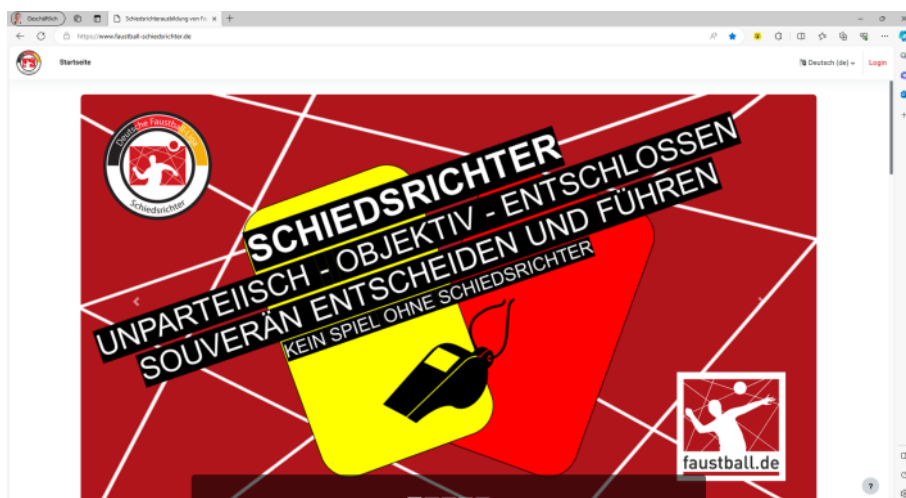 Geschäftlich
Schiedsrichterausbildung von Fa
https://www.faustball-schiedsrichter.de
Startseite
Deutsch (de)
Login
Deutsche Faustball Liga
Schiedsrichter
SCHIEDSRICHTER
UNPARTEIISCH - OBJEKTIV - ENTSCHLOSSEN
SOUVERÄN ENTSCHEIDEN UND FÜHREN
KEIN SPIEL OHNE SCHIEDSRICHTER
faustball.de
?